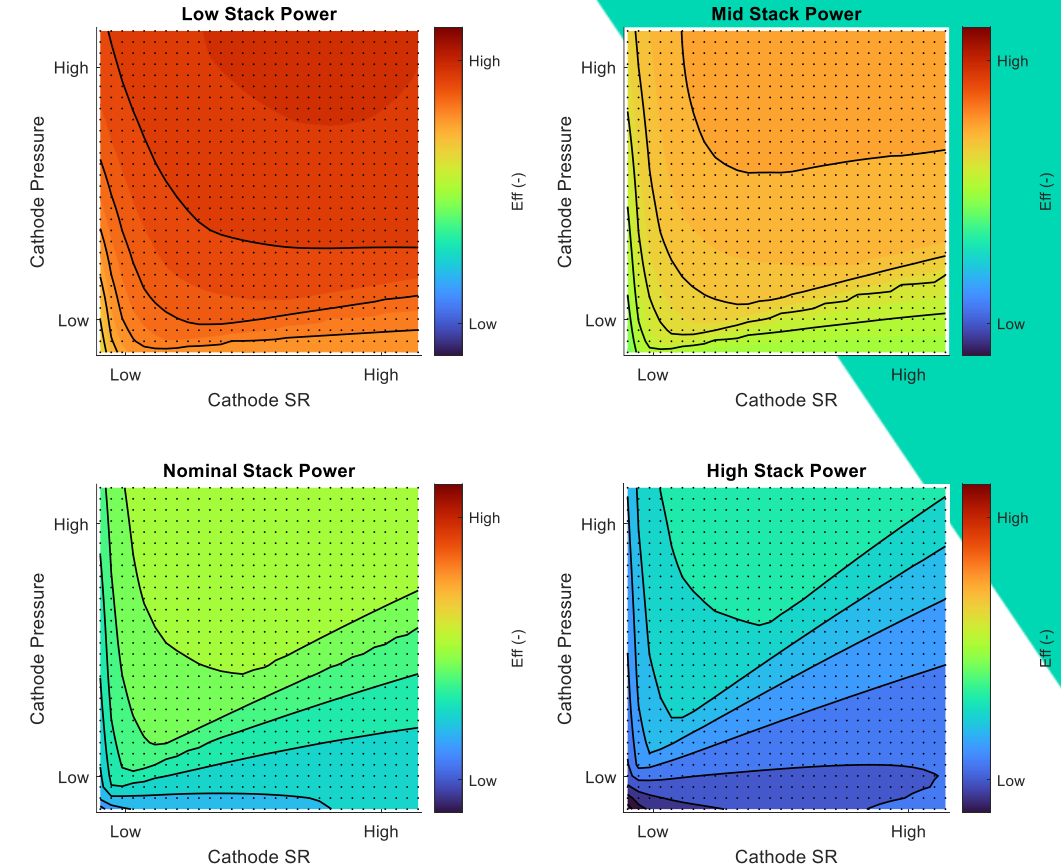 Low Stack Power
High
Low
Cathode Pressure
Low
High
Cathode SR
High
Low
Eff (-)
Mid Stack Power
High
Low
Cathode Pressure
Low
High
Cathode SR
High
Low
Eff (-)
Nominal Stack Power
High
Low
Cathode Pressure
Low
High
Cathode SR
High
Low
Eff (-)
High Stack Power
High
Low
Cathode Pressure
Low
High
Cathode SR
High
Low
Eff (-)